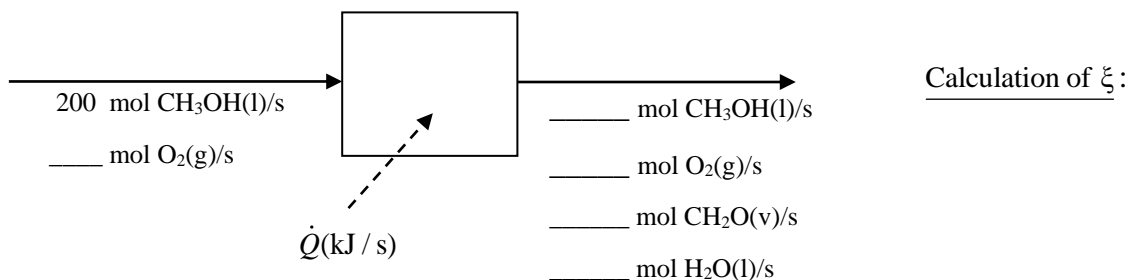 200 mol CH₃OH(l)/s
____ mol O₂(g)/s
Q̇(kJ / s)
______ mol CH₃OH(l)/s
______ mol O₂(g)/s
______ mol CH₂O(v)/s
______ mol H₂O(l)/s
Calculation of ξ: